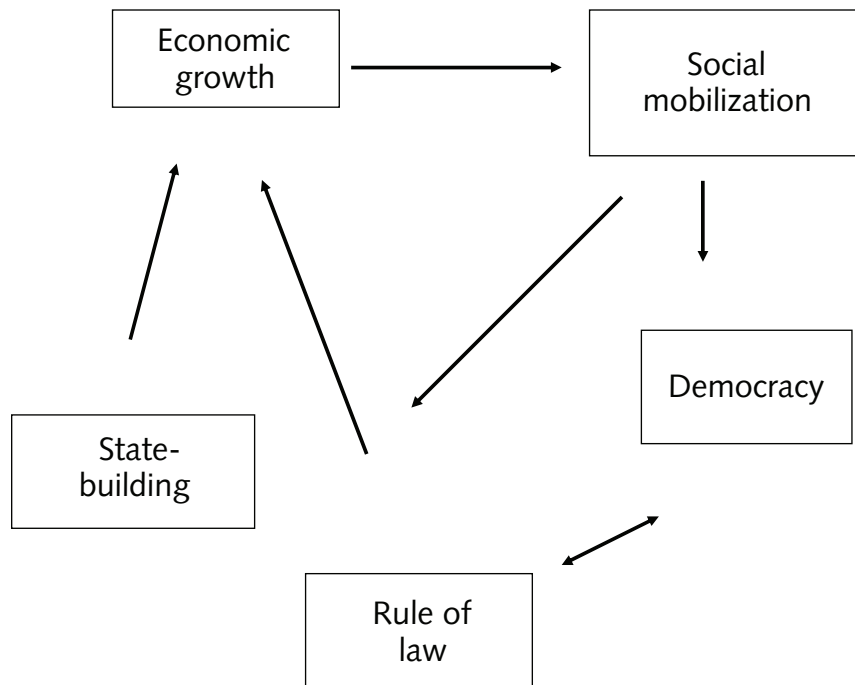 Economic
growth
Social
mobilization
Democracy
State-
building
Rule of
law